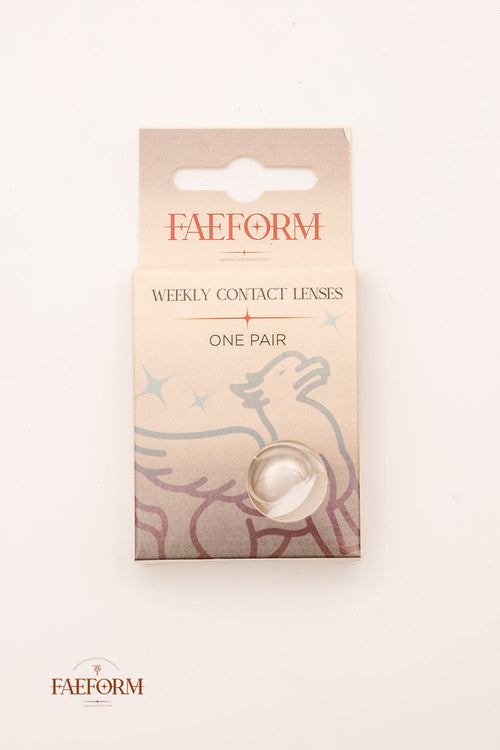 FAEFORM
WWW.FAEFORM.COM
WEEKLY CONTACT LENSES
ONE PAIR
FAEFORM